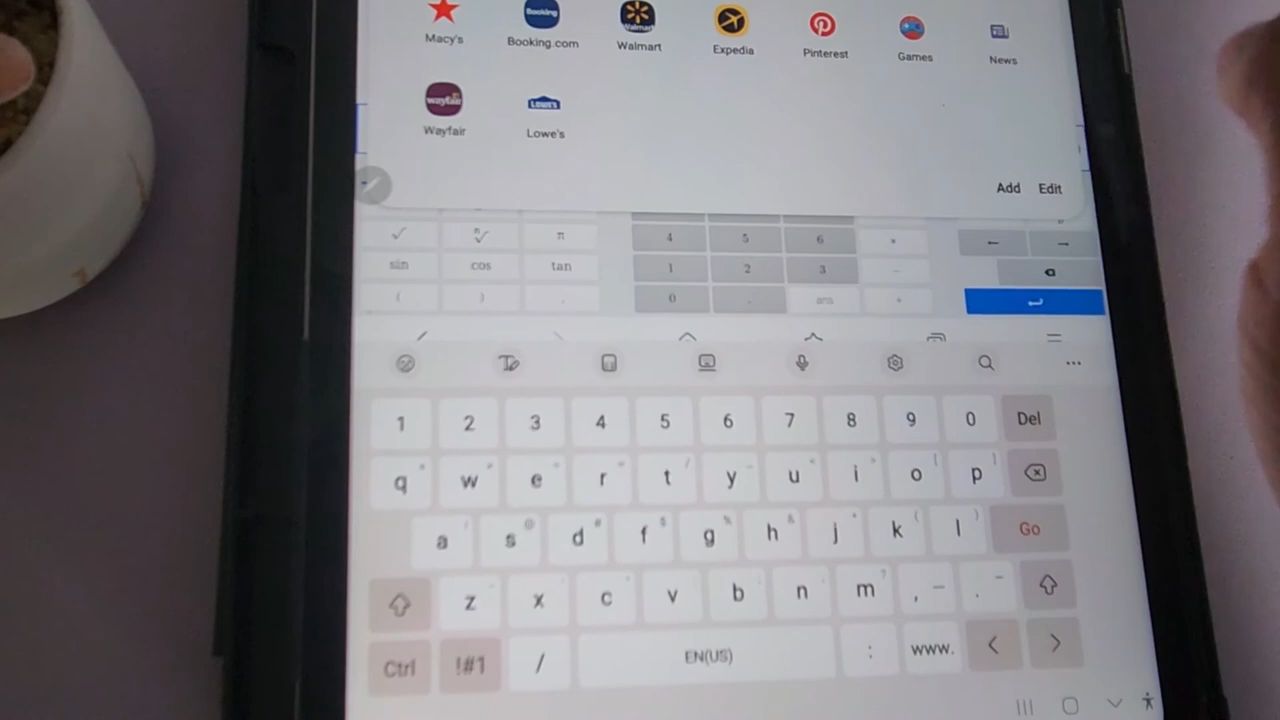 Macy's Booking.com Walmart Expedia Pinterest Games News
Wayfair Lowe's
Add Edit
√ ⁿ√ π 4 5 6 × ← →
sin cos tan 1 2 3 −
( ) . 0 . ans +
1 2 3 4 5 6 7 8 9 0 Del
q w e r t y u i o p
a s d f g h j k l Go
z x c v b n m , .
Ctrl !#1 / EN(US) : www. < >